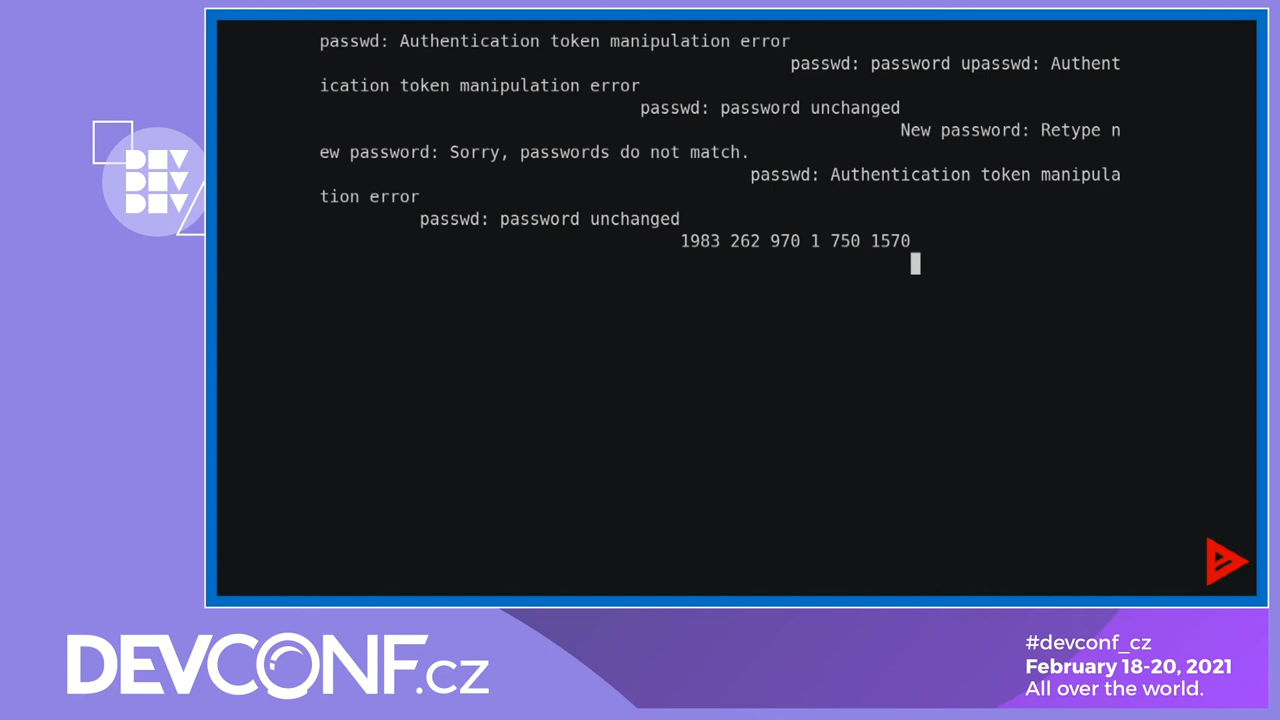 passwd: Authentication token manipulation error
passwd: password upasswd: Authent
ication token manipulation error
passwd: password unchanged
New password: Retype n
ew password: Sorry, passwords do not match.
passwd: Authentication token manipula
tion error
passwd: password unchanged
1983 262 970 1 750 1570
DEV
DEV
DEV
DEVCONF.cz
#devconf_cz
February 18-20, 2021
All over the world.